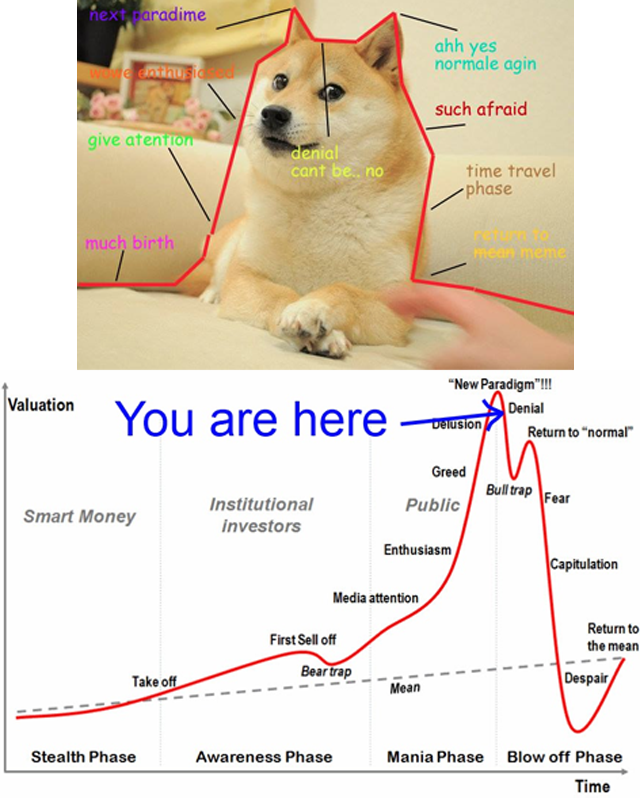 next paradime
wowe enthusiased
give atention
much birth
denial
cant be.. no
ahh yes
normale agin
such afraid
time travel
phase
return to
mean meme
Valuation
You are here
"New Paradigm"!!!
Denial
Delusion
Return to "normal"
Greed
Bull trap
Fear
Smart Money
Institutional
investors
Public
Enthusiasm
Capitulation
Media attention
First Sell off
Bear trap
Return to
the mean
Take off
Mean
Despair
Stealth Phase
Awareness Phase
Mania Phase
Blow off Phase
Time